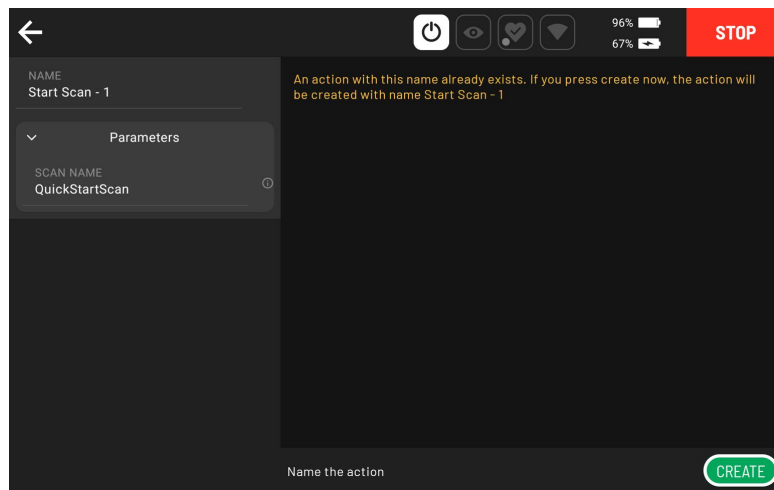 96%
67%
STOP
NAME
Start Scan - 1
Parameters
SCAN NAME
QuickStartScan
An action with this name already exists. If you press create now, the action will
be created with name Start Scan - 1
Name the action
CREATE